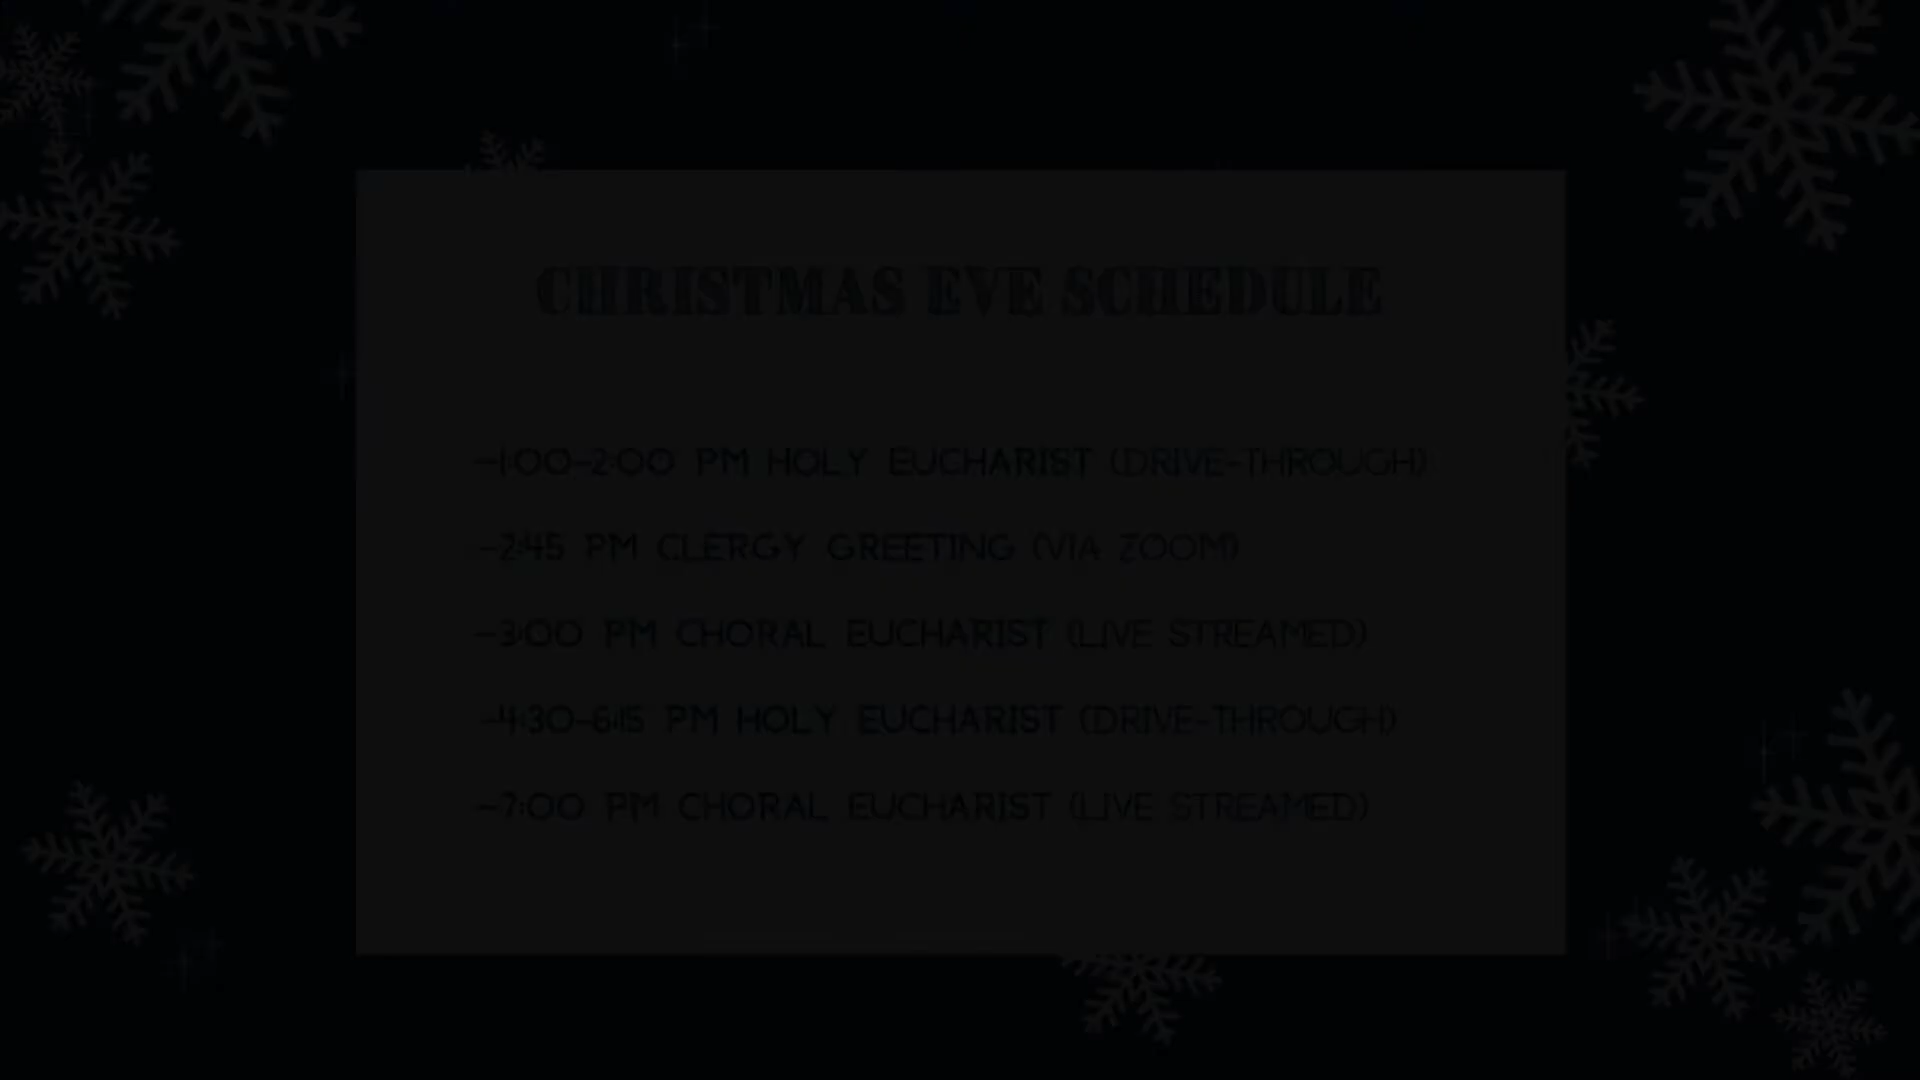 CHRISTMAS EVE SCHEDULE
-1:00-2:00 PM HOLY EUCHARIST (DRIVE-THROUGH)
-2:45 PM CLERGY GREETING (VIA ZOOM)
-3:00 PM CHORAL EUCHARIST (LIVE STREAMED)
-4:30-6:15 PM HOLY EUCHARIST (DRIVE-THROUGH)
-7:00 PM CHORAL EUCHARIST (LIVE STREAMED)